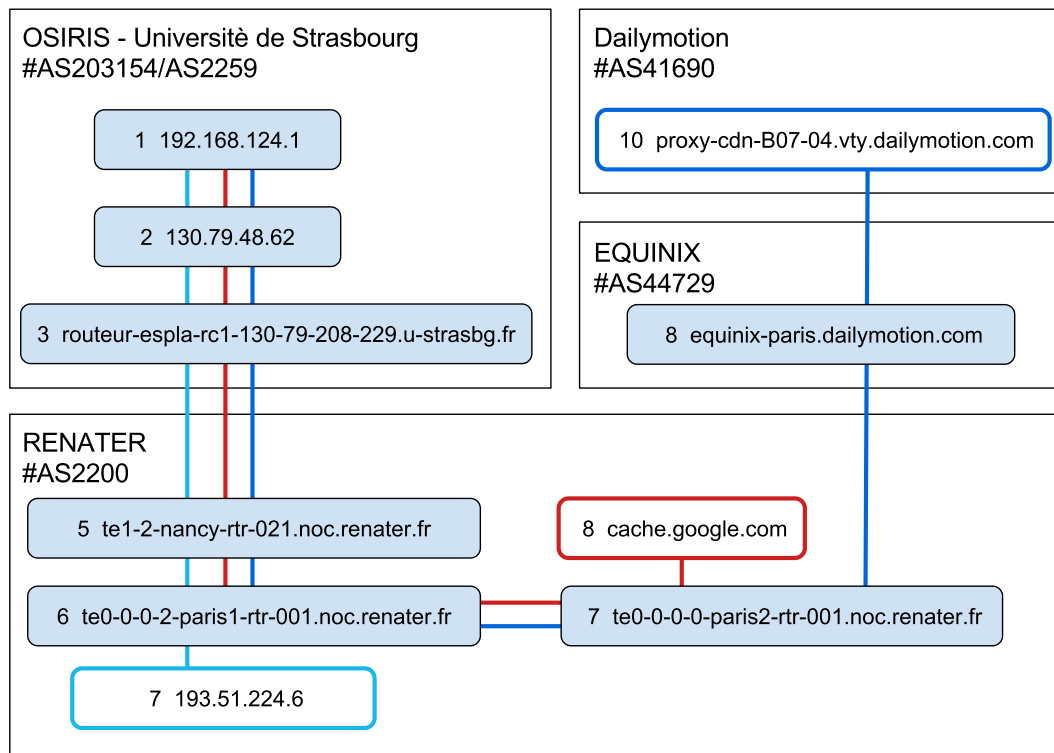 OSIRIS - Universitè de Strasbourg
#AS203154/AS2259
1 192.168.124.1
2 130.79.48.62
3 routeur-espla-rc1-130-79-208-229.u-strasbg.fr
Dailymotion
#AS41690
10 proxy-cdn-B07-04.vty.dailymotion.com
EQUINIX
#AS44729
8 equinix-paris.dailymotion.com
RENATER
#AS2200
5 te1-2-nancy-rtr-021.noc.renater.fr
8 cache.google.com
6 te0-0-0-2-paris1-rtr-001.noc.renater.fr
7 te0-0-0-0-paris2-rtr-001.noc.renater.fr
7 193.51.224.6